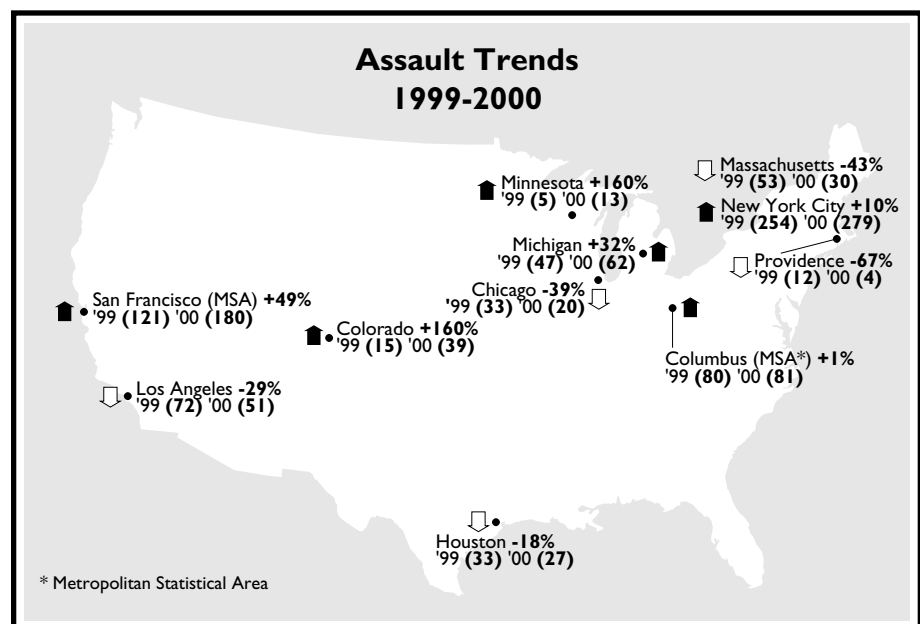 Assault Trends
1999-2000
Massachusetts -43%
'99 (53) '00 (30)
Minnesota +160%
'99 (5) '00 (13)
New York City +10%
'99 (254) '00 (279)
Michigan +32%
'99 (47) '00 (62)
Providence -67%
'99 (12) '00 (4)
Chicago -39%
'99 (33) '00 (20)
San Francisco (MSA) +49%
'99 (121) '00 (180)
Colorado +160%
'99 (15) '00 (39)
Columbus (MSA*) +1%
'99 (80) '00 (81)
Los Angeles -29%
'99 (72) '00 (51)
Houston -18%
'99 (33) '00 (27)
* Metropolitan Statistical Area